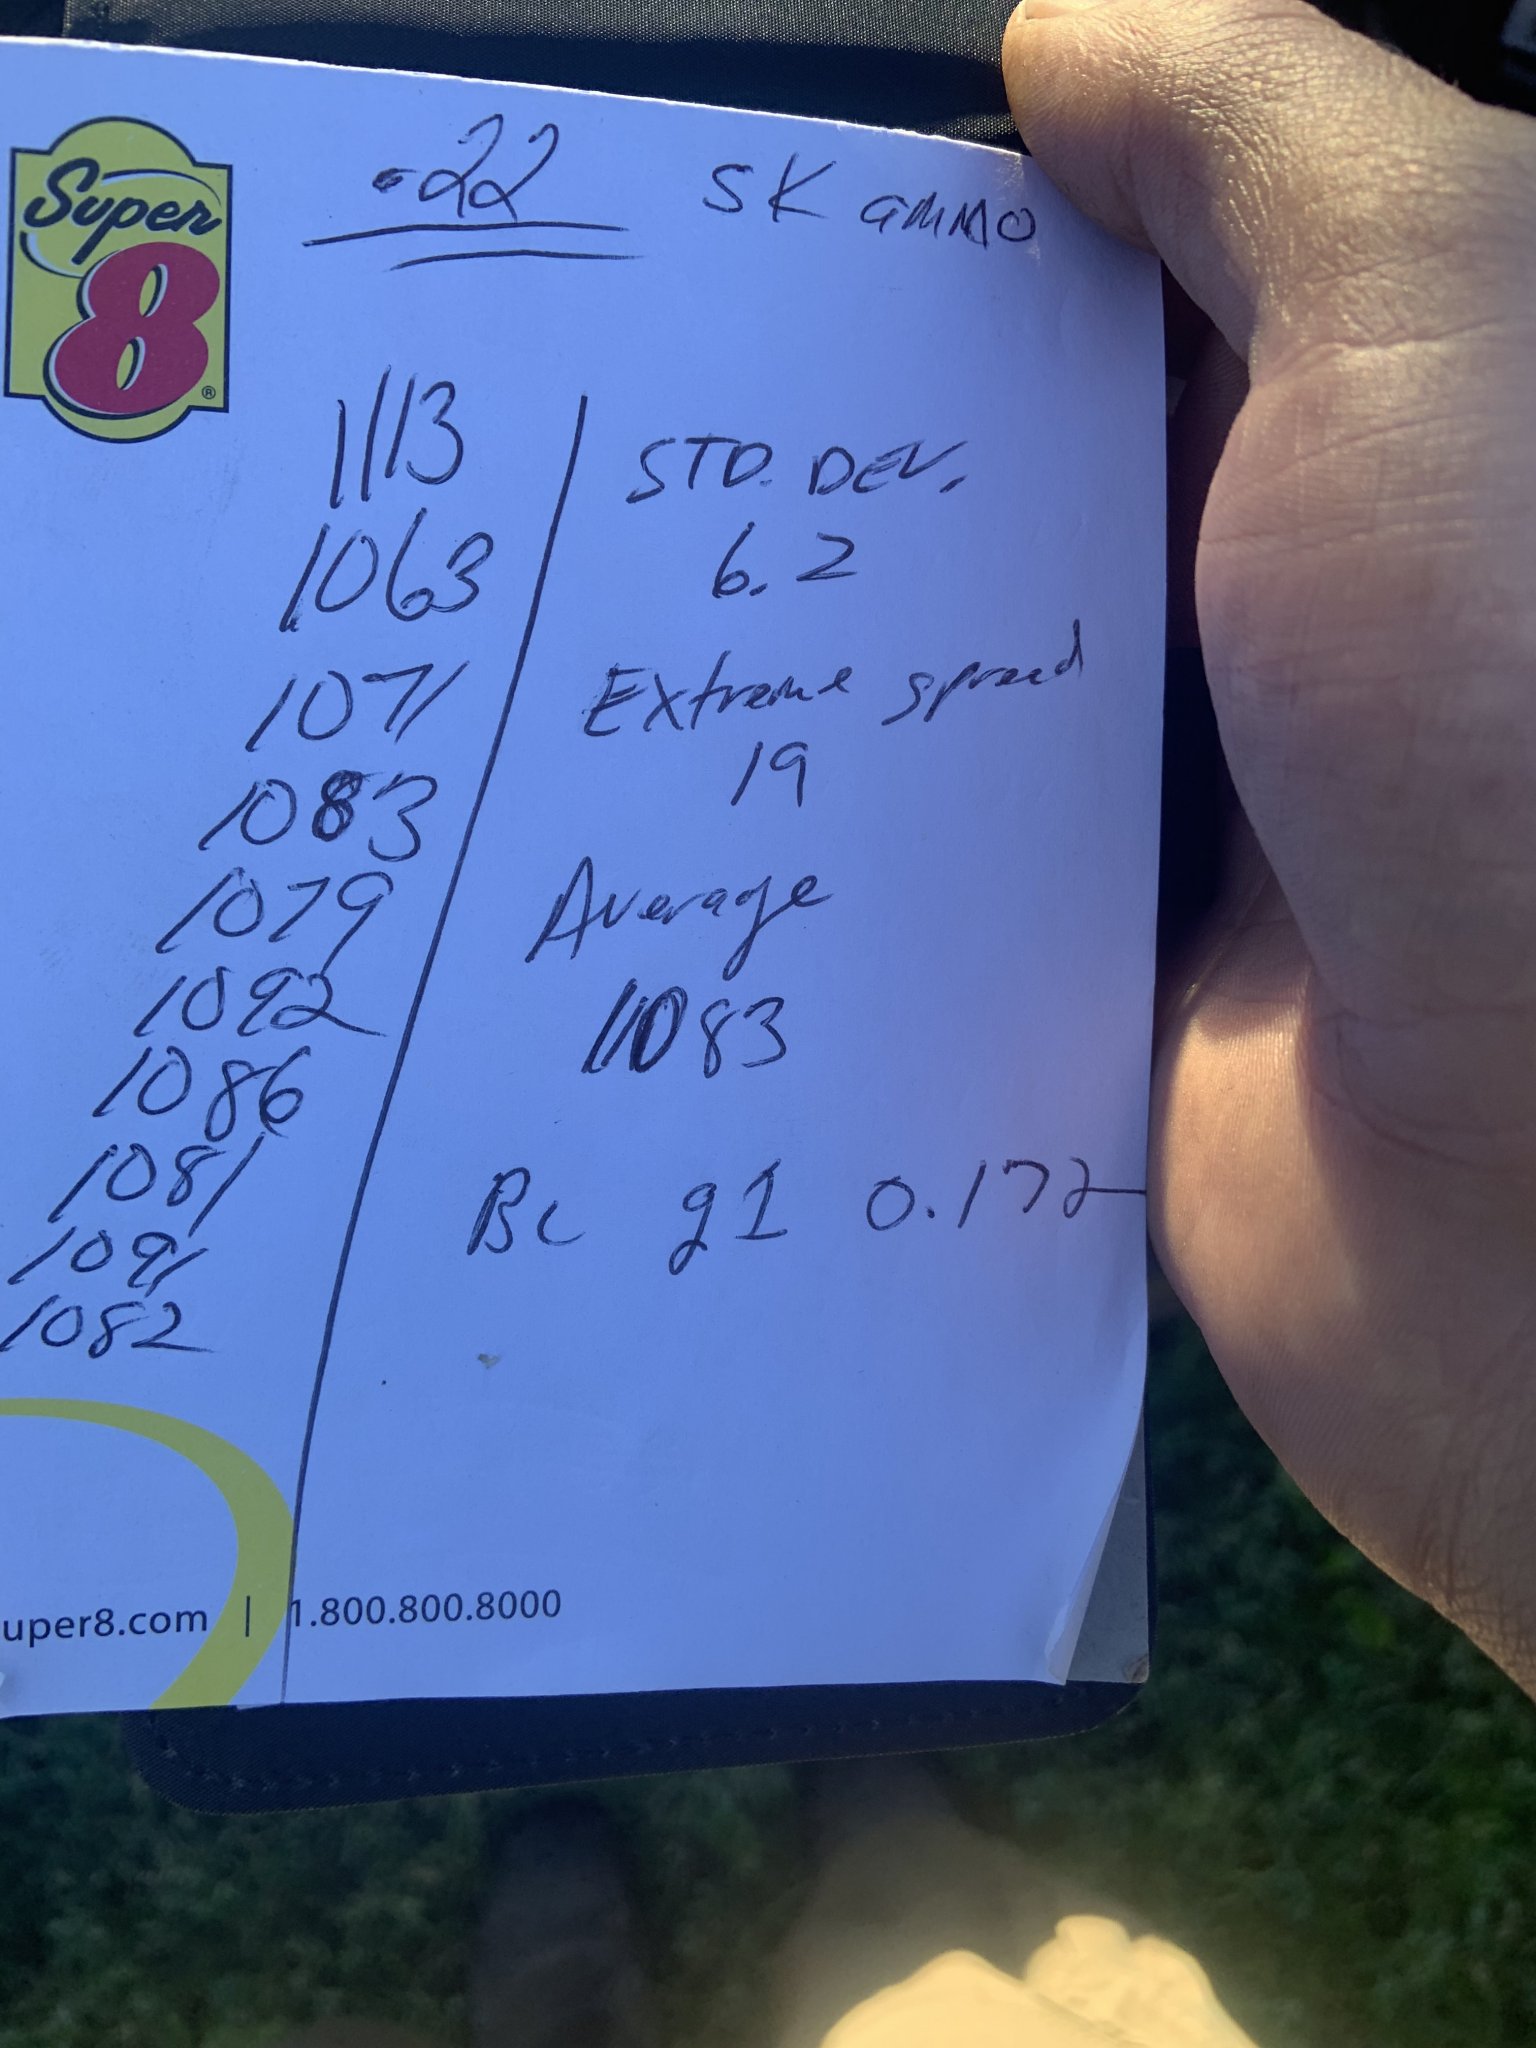 Super
8®
.22 SK AMMO
1113
1063
1071
1083
1079
1092
1086
1081
1091
1082
STD. DEV.
6.2
Extreme spread
19
Average
1083
Bc g1 0.172
uper8.com | 1.800.800.8000